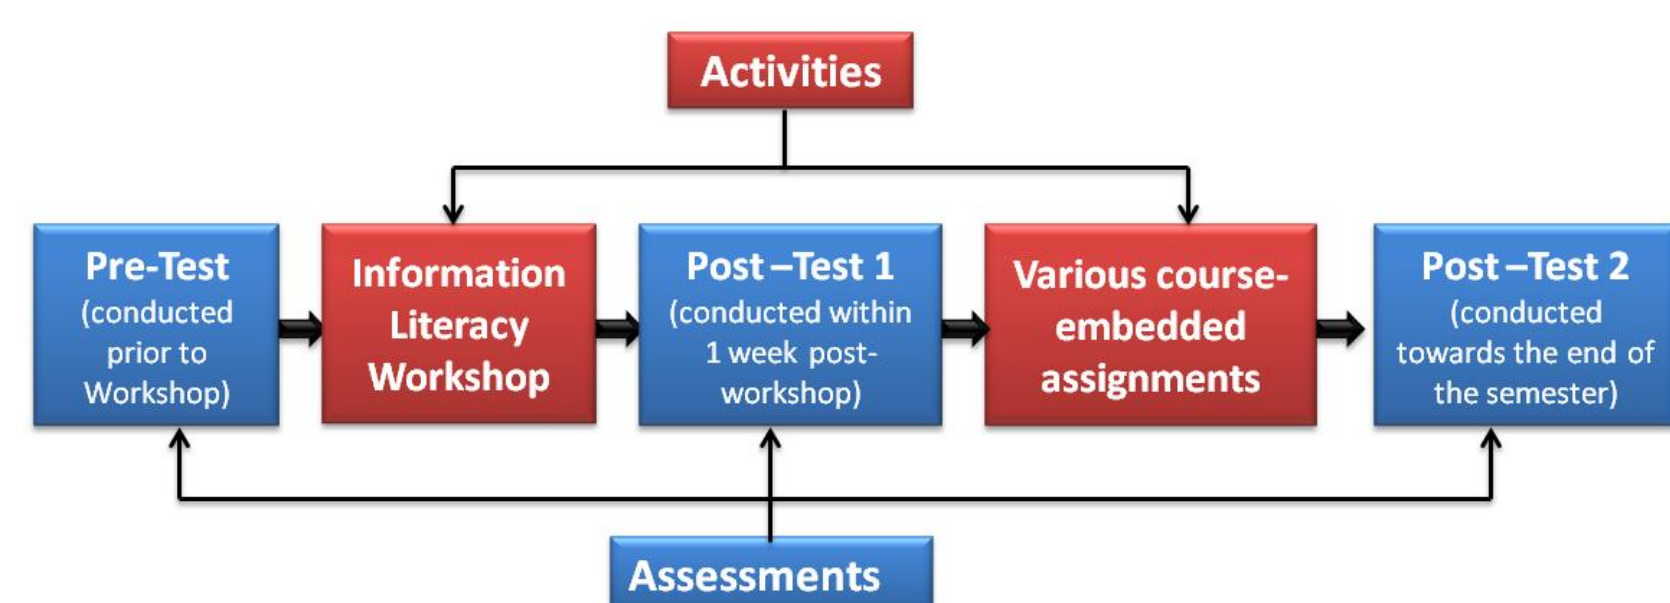 Activities
Pre-Test
(conducted
prior to
Workshop)
Information
Literacy
Workshop
Post –Test 1
(conducted within
1 week post-
workshop)
Various course-
embedded
assignments
Post –Test 2
(conducted
towards the end of
the semester)
Assessments